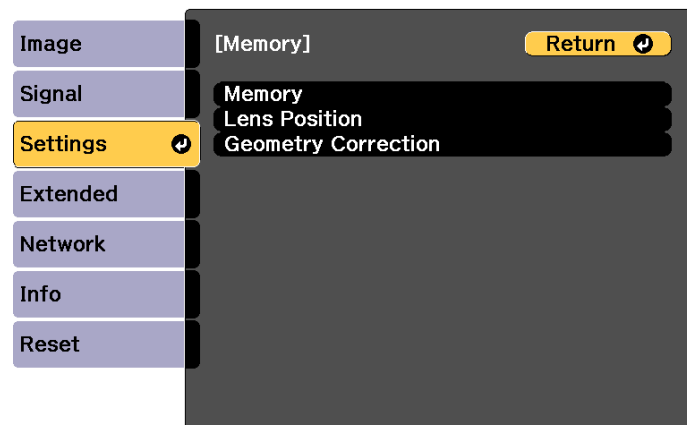 Image
Signal
Settings
Extended
Network
Info
Reset
[Memory]
Return
Memory
Lens Position
Geometry Correction